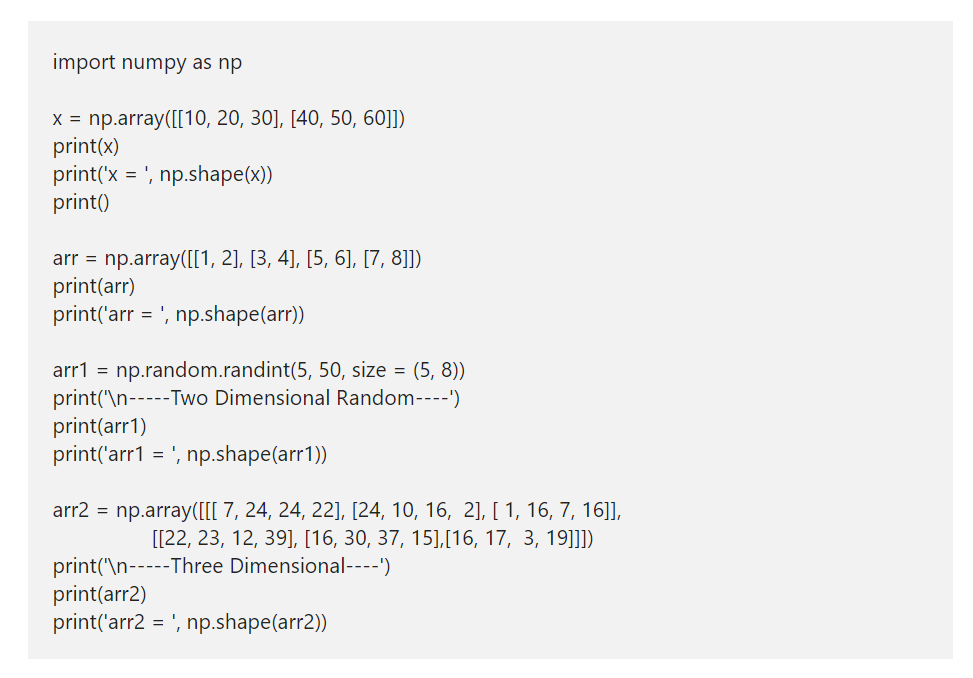 import numpy as np
x = np.array([[10, 20, 30], [40, 50, 60]])
print(x)
print('x = ', np.shape(x))
print()
arr = np.array([[1, 2], [3, 4], [5, 6], [7, 8]])
print(arr)
print('arr = ', np.shape(arr))
arr1 = np.random.randint(5, 50, size = (5, 8))
print('\n-----Two Dimensional Random----')
print(arr1)
print('arr1 = ', np.shape(arr1))
arr2 = np.array([[[ 7, 24, 24, 22], [24, 10, 16,  2], [ 1, 16, 7, 16]],
[[22, 23, 12, 39], [16, 30, 37, 15],[16, 17,  3, 19]]])
print('\n-----Three Dimensional----')
print(arr2)
print('arr2 = ', np.shape(arr2))